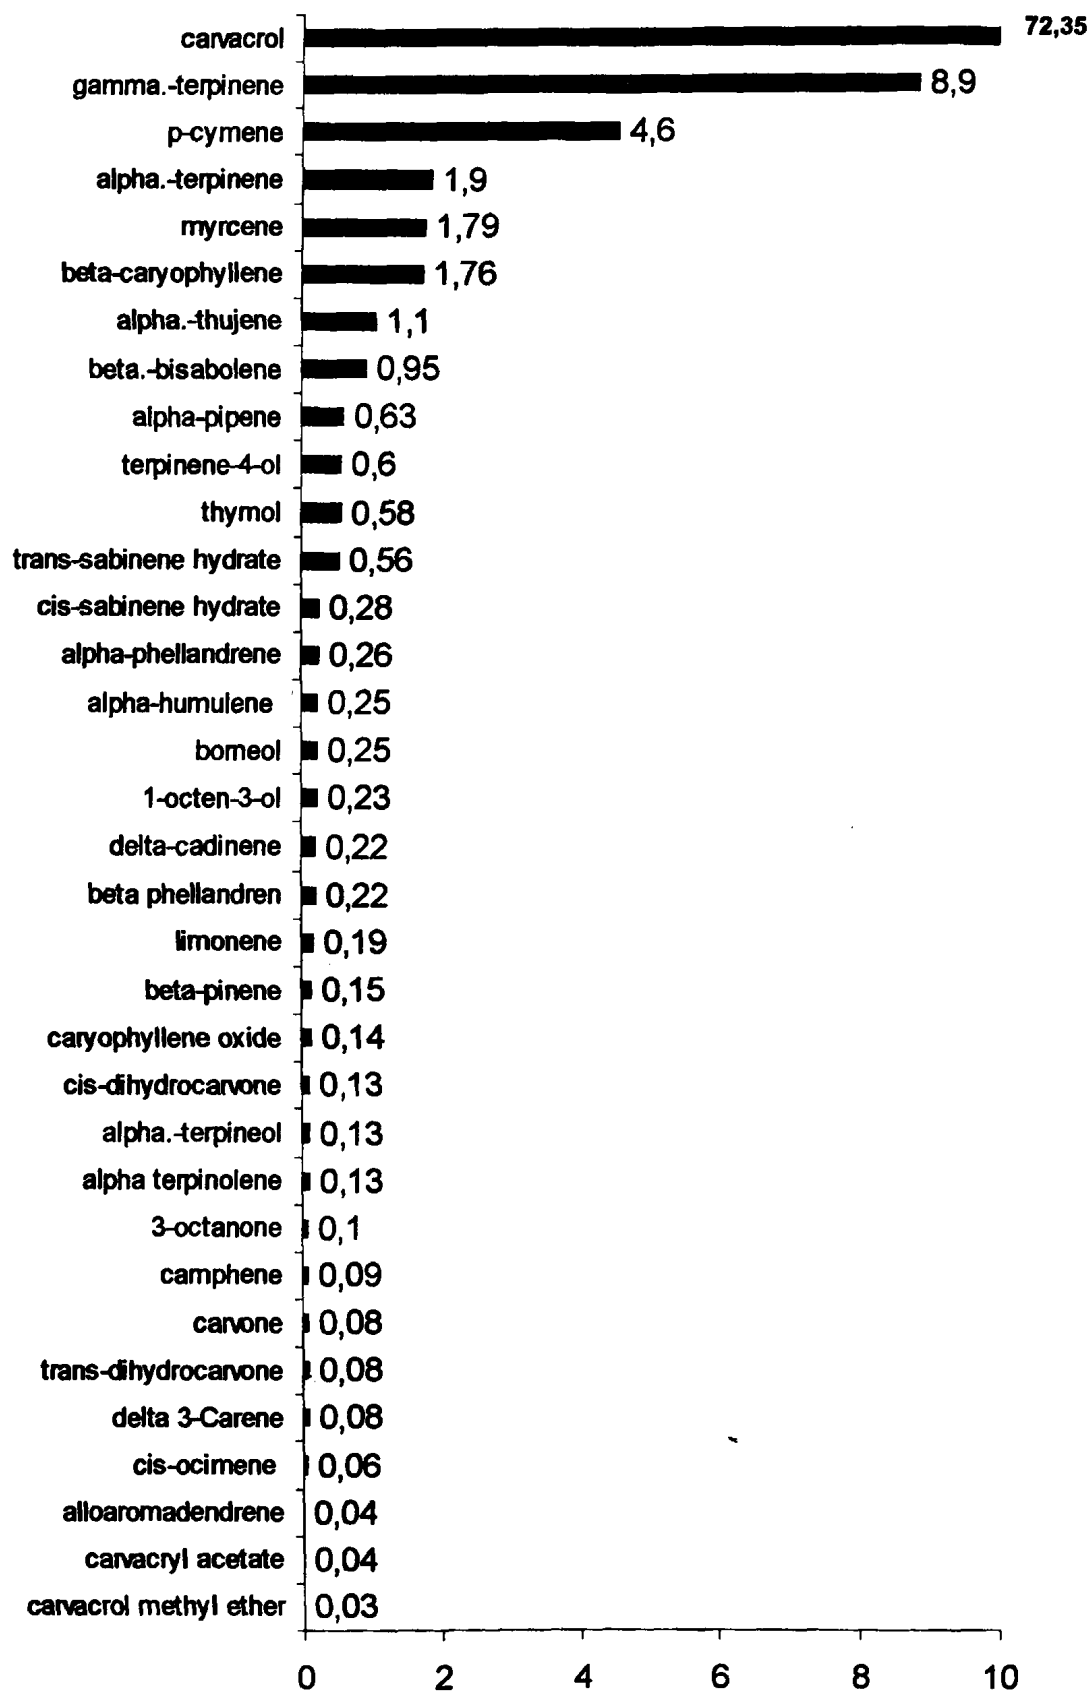 carvacrol 72,35
gamma.-terpinene 8,9
p-cymene 4,6
alpha.-terpinene 1,9
myrcene 1,79
beta-caryophyllene 1,76
alpha.-thujene 1,1
beta.-bisabolene 0,95
alpha-pipene 0,63
terpinene-4-ol 0,6
thymol 0,58
trans-sabinene hydrate 0,56
cis-sabinene hydrate 0,28
alpha-phellandrene 0,26
alpha-humulene 0,25
borneol 0,25
1-octen-3-ol 0,23
delta-cadinene 0,22
beta phellandren 0,22
limonene 0,19
beta-pinene 0,15
caryophyllene oxide 0,14
cis-dihydrocarvone 0,13
alpha.-terpineol 0,13
alpha terpinolene 0,13
3-octanone 0,1
camphene 0,09
carvone 0,08
trans-dihydrocarvone 0,08
delta 3-Carene 0,08
cis-ocimene 0,06
alloaromadendrene 0,04
carvacryl acetate 0,04
carvacrol methyl ether 0,03
0 2 4 6 8 10